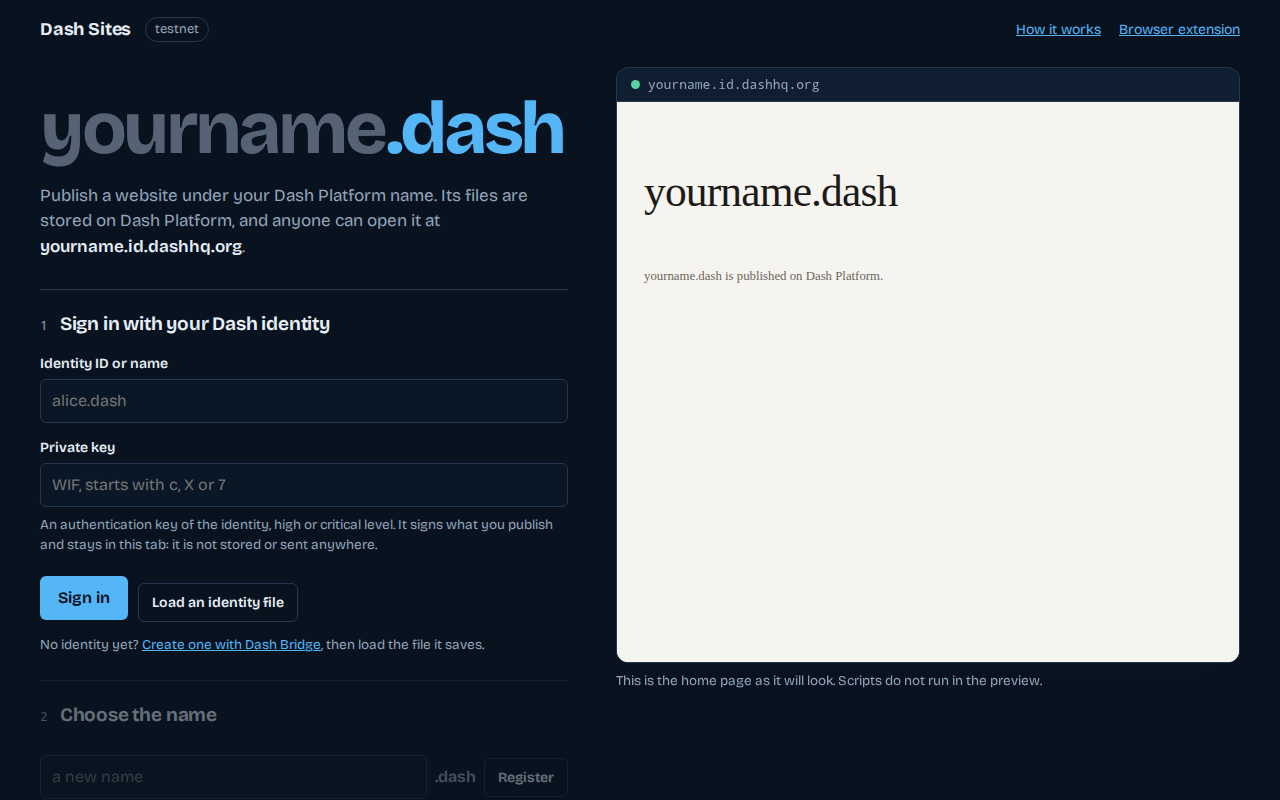 Dash Sites
testnet
How it works
Browser extension
yourname.dash
Publish a website under your Dash Platform name. Its files are
stored on Dash Platform, and anyone can open it at
yourname.id.dashhq.org.
1 Sign in with your Dash identity
Identity ID or name
alice.dash
Private key
WIF, starts with c, X or 7
An authentication key of the identity, high or critical level. It signs what you publish
and stays in this tab: it is not stored or sent anywhere.
Sign in
Load an identity file
No identity yet? Create one with Dash Bridge, then load the file it saves.
2 Choose the name
a new name
.dash
Register
yourname.id.dashhq.org
yourname.dash
yourname.dash is published on Dash Platform.
This is the home page as it will look. Scripts do not run in the preview.